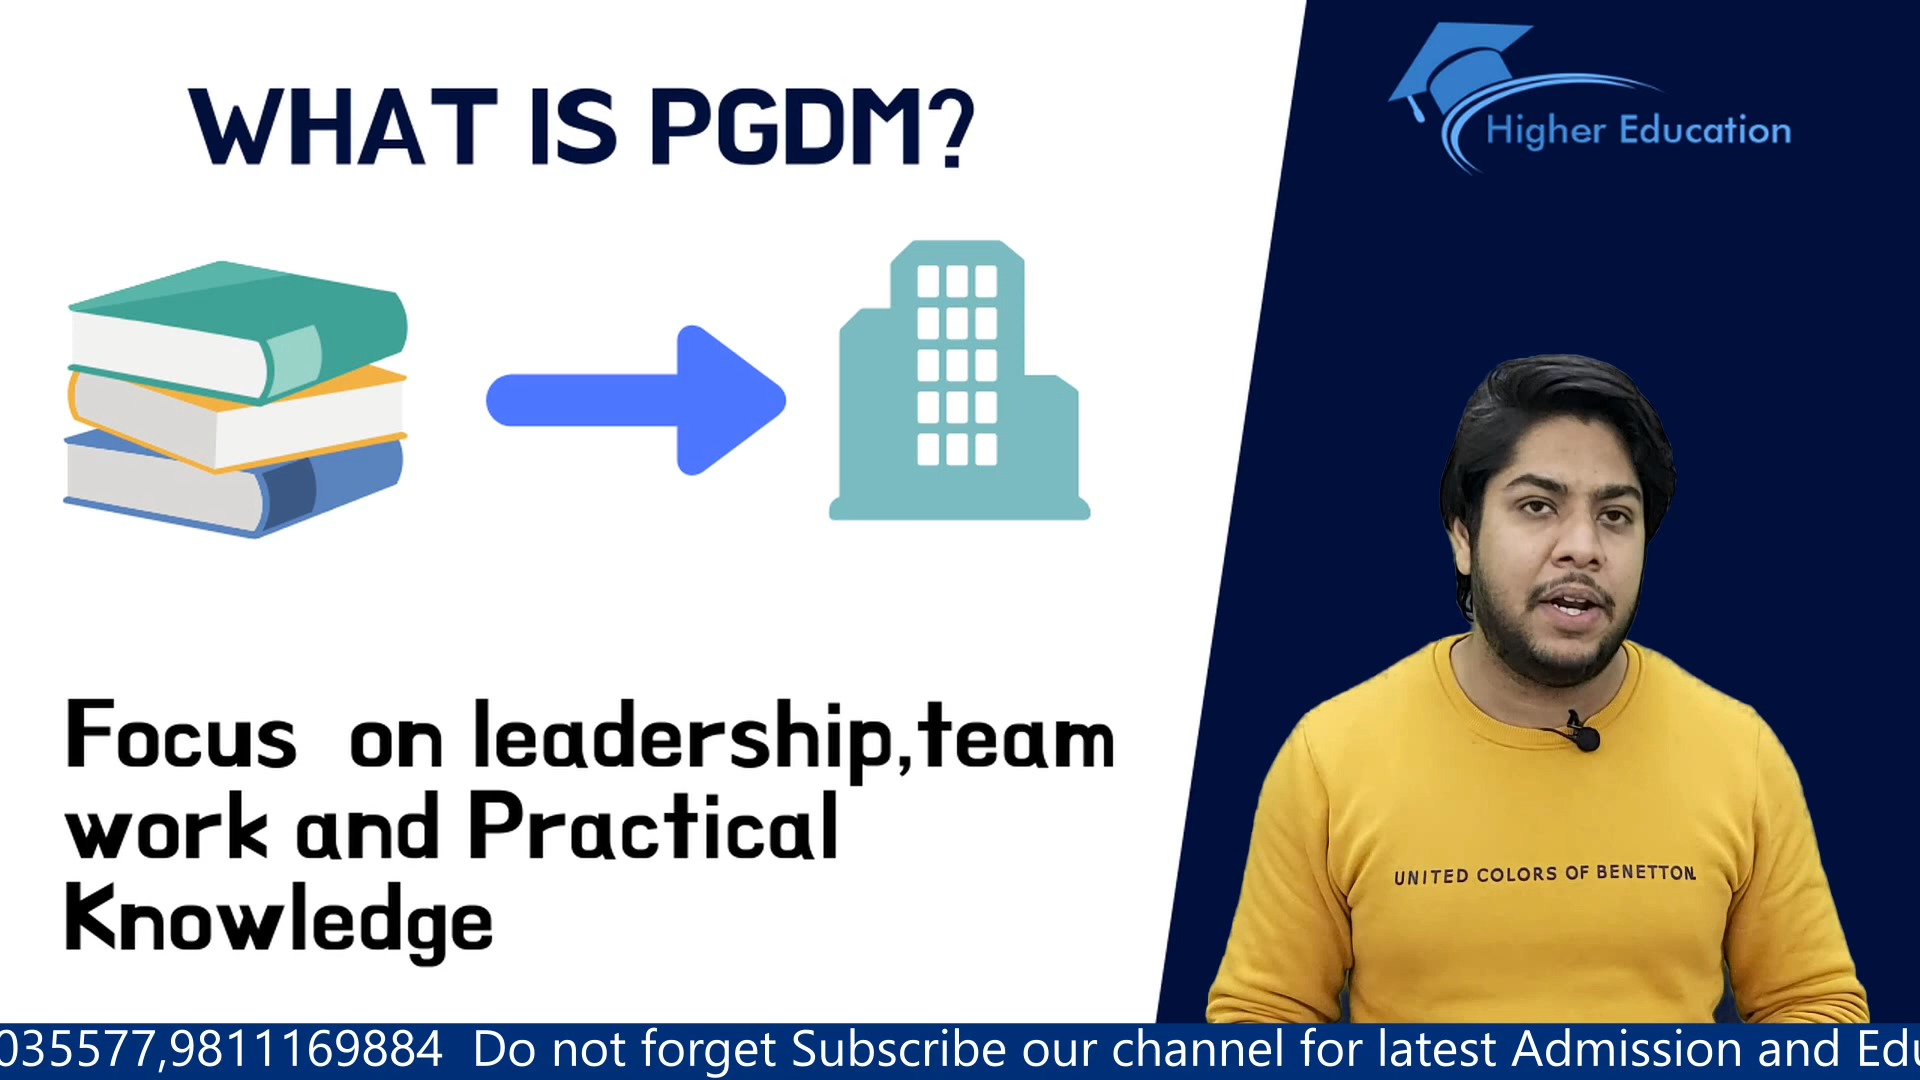 WHAT IS PGDM?
Higher Education
Focus on leadership,team
work and Practical
Knowledge
UNITED COLORS OF BENETTON.
035577,9811169884 Do not forget Subscribe our channel for latest Admission and Edu